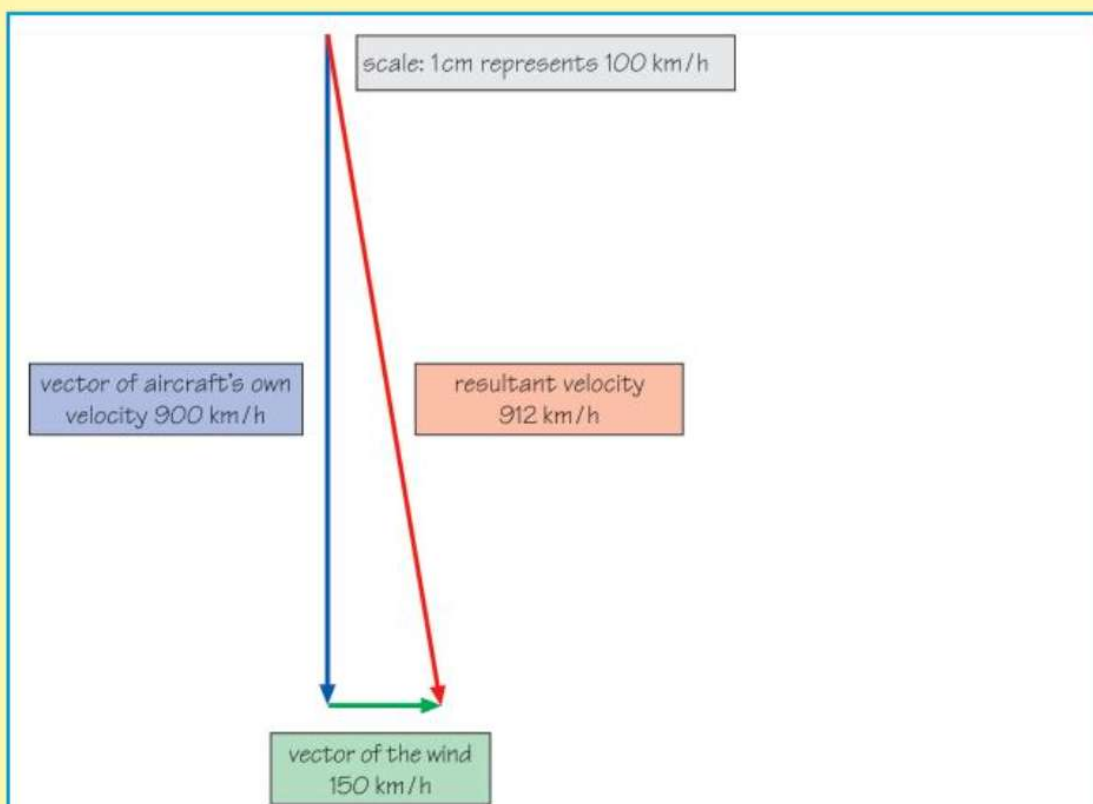 scale: 1cm represents 100 km/h
vector of aircraft's own
velocity 900 km/h
resultant velocity
912 km/h
vector of the wind
150 km/h